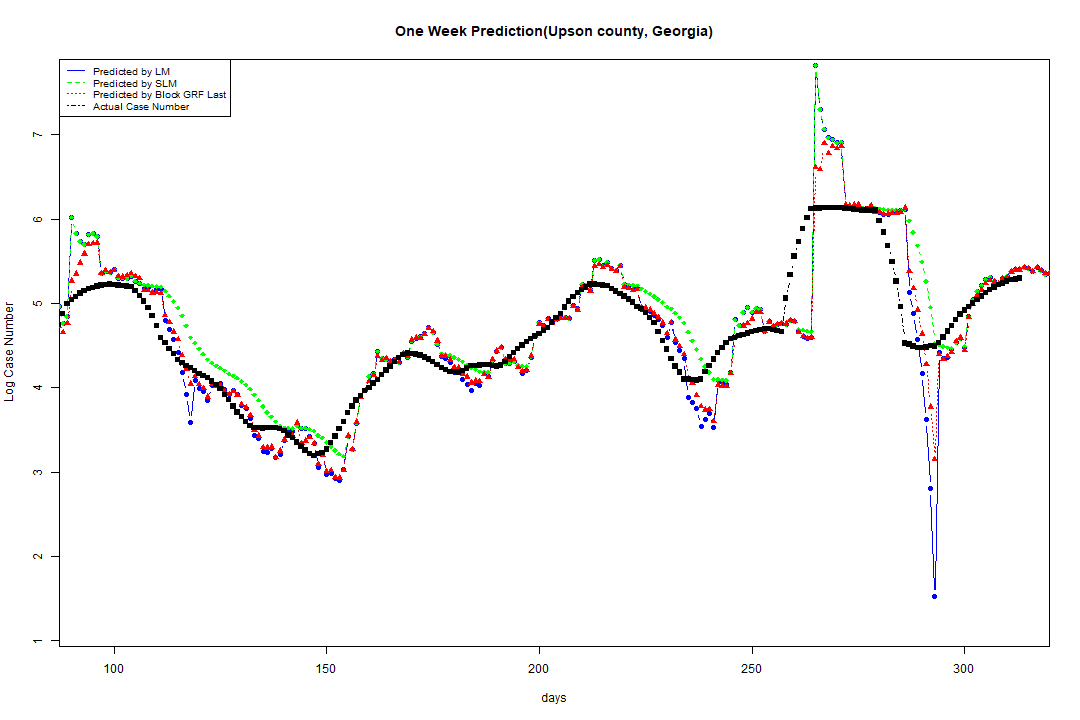 One Week Prediction(Upson county, Georgia)
Predicted by LM
Predicted by SLM
Predicted by Block GRF Last
Actual Case Number
7
6
5
4
3
2
1
Log Case Number
100 150 200 250 300
days